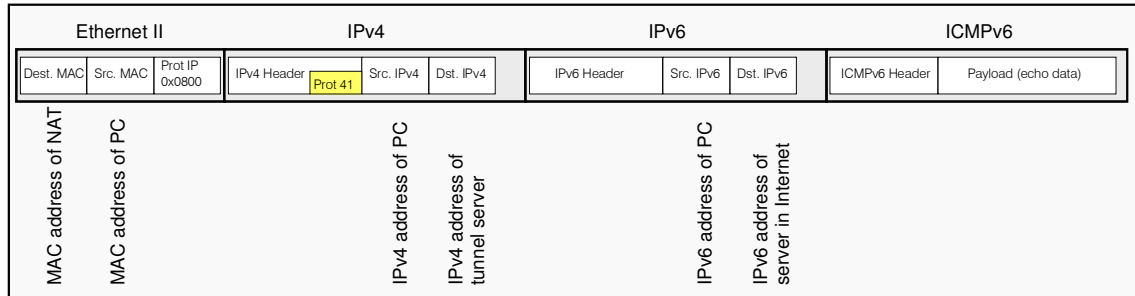 Ethernet II
IPv4
IPv6
ICMPv6
Dest. MAC
Src. MAC
Prot IP
0x0800
IPv4 Header
Prot 41
Src. IPv4
Dst. IPv4
IPv6 Header
Src. IPv6
Dst. IPv6
ICMPv6 Header
Payload (echo data)
MAC address of NAT
MAC address of PC
IPv4 address of PC
IPv4 address of
tunnel server
IPv6 address of PC
IPv6 address of
server in Internet